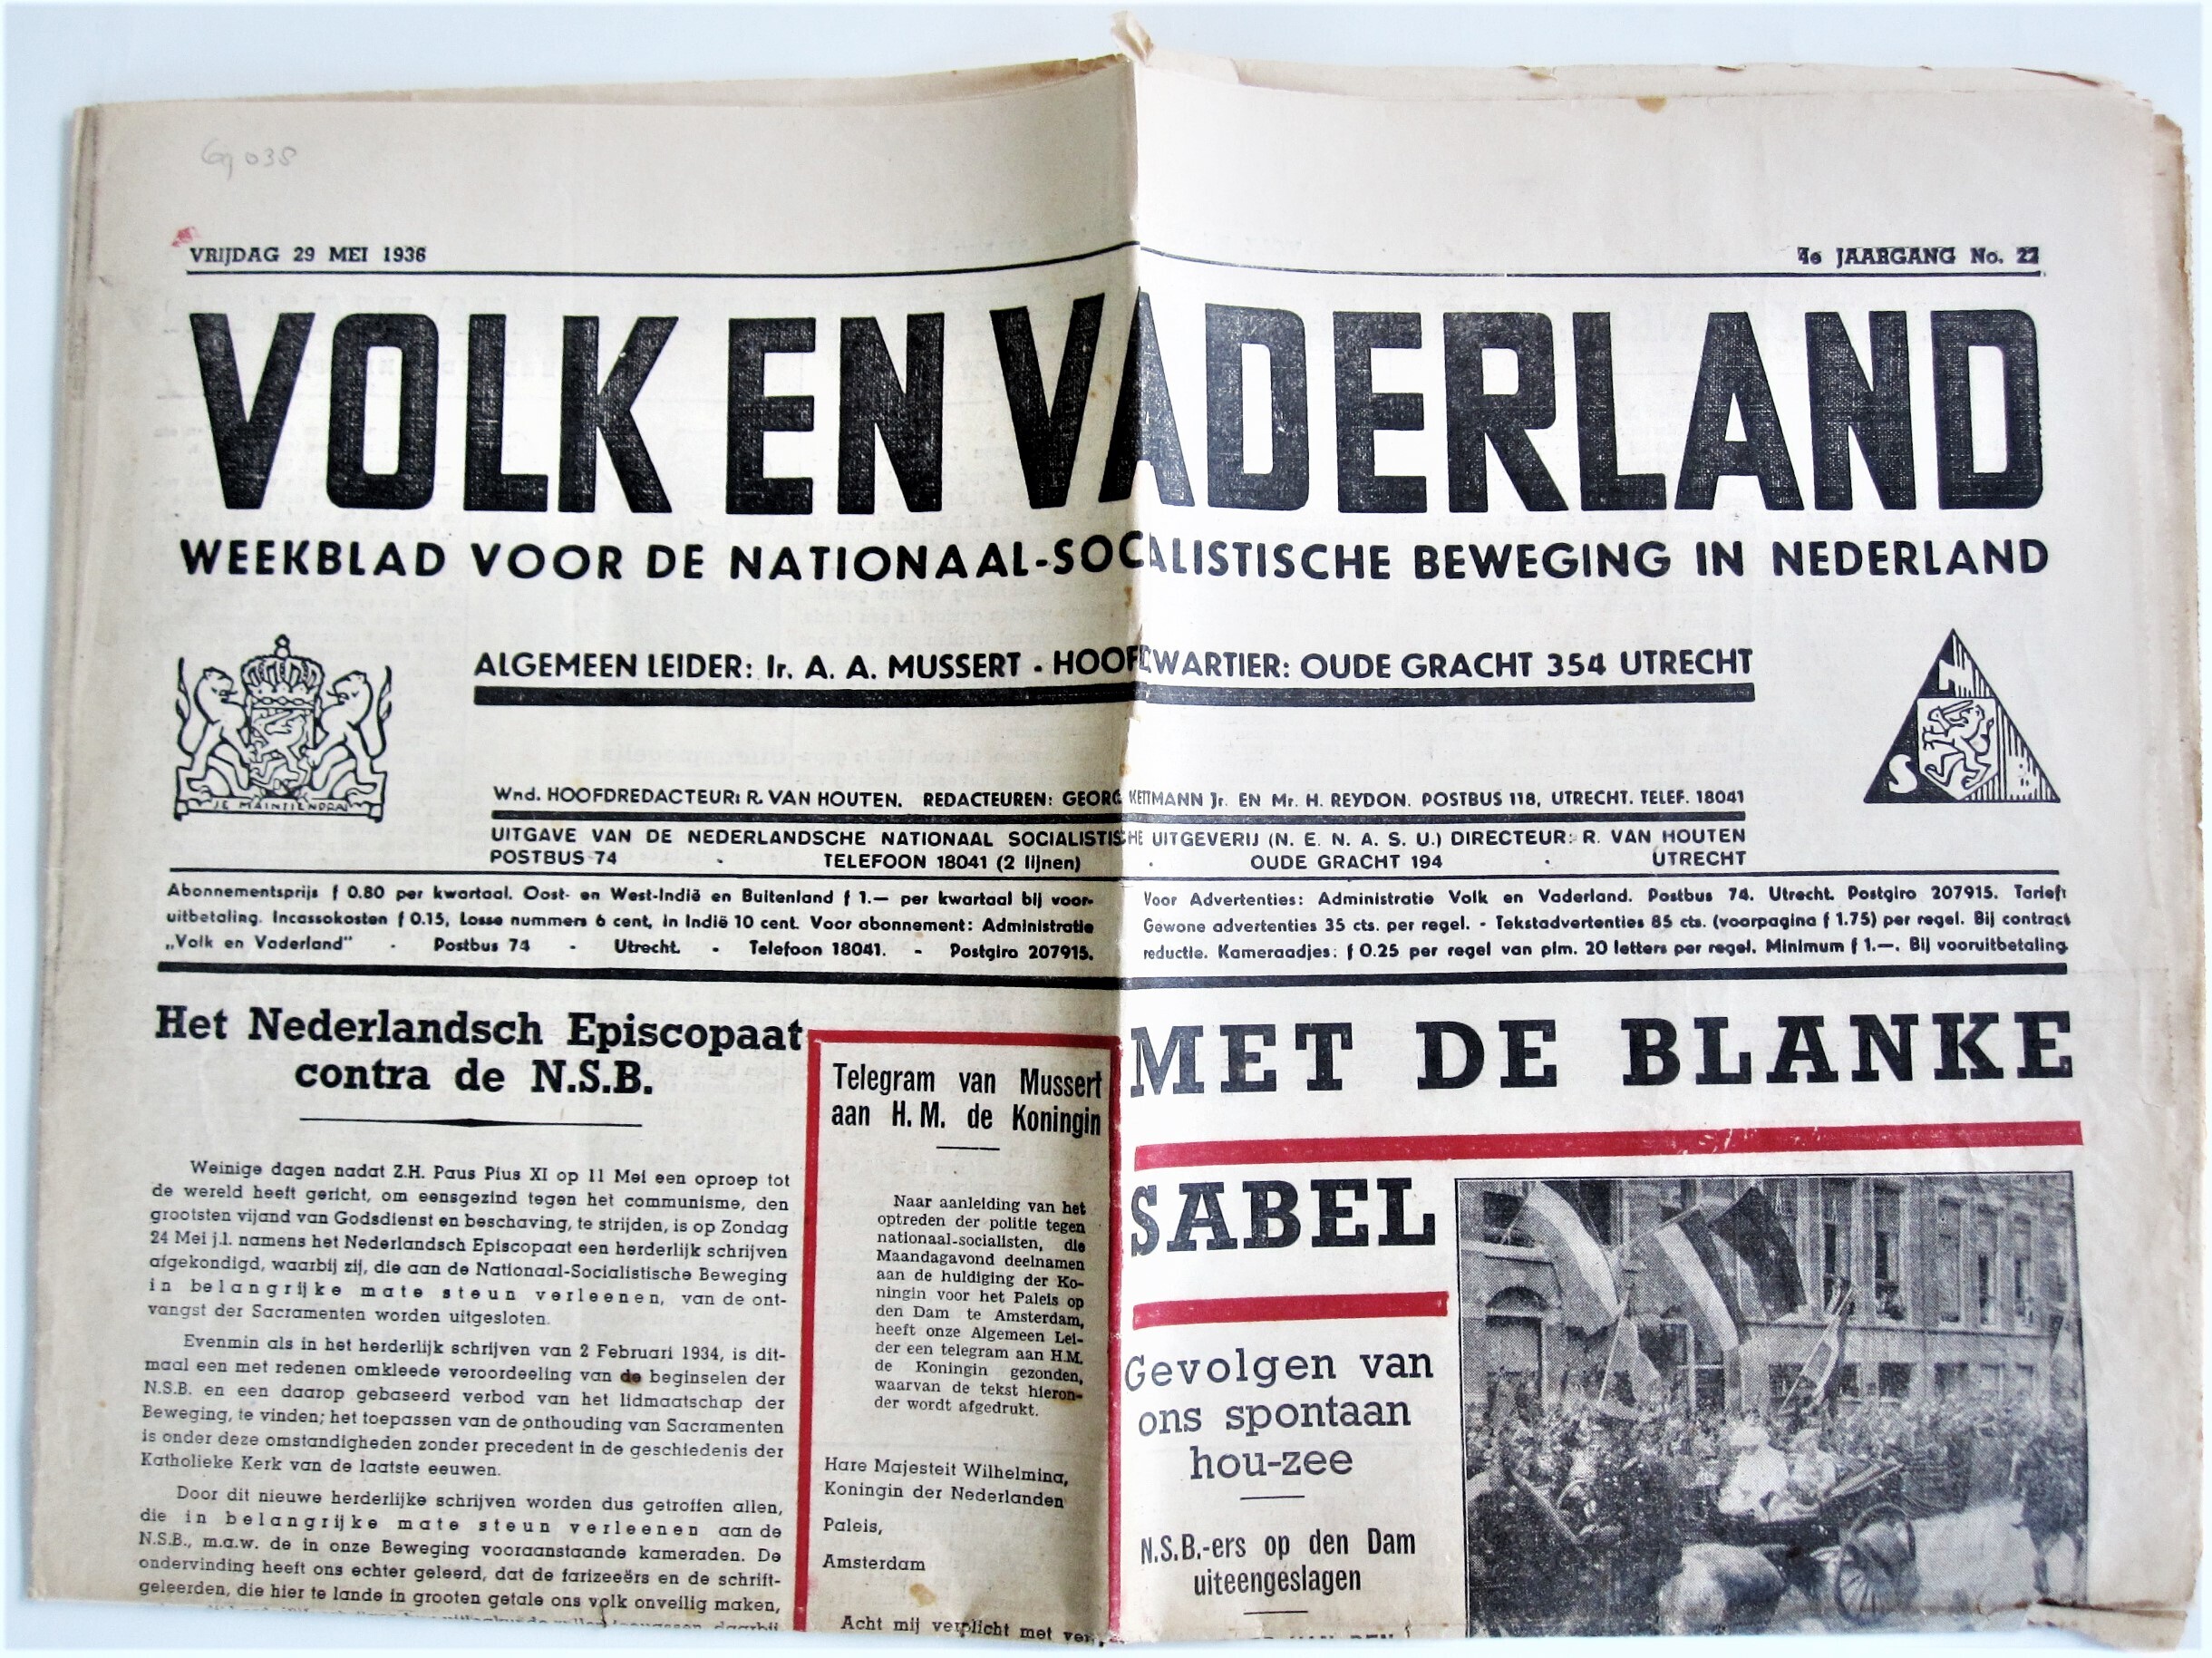 VRIJDAG 29 MEI 1936
4e JAARGANG No. 22
VOLK EN VADERLAND
WEEKBLAD VOOR DE NATIONAAL-SOCIALISTISCHE BEWEGING IN NEDERLAND
ALGEMEEN LEIDER: Ir. A. A. MUSSERT - HOOFDKWARTIER: OUDE GRACHT 354 UTRECHT
JE MAINTIENDRAI
N
S
Wnd. HOOFDREDACTEUR: R. VAN HOUTEN. REDACTEUREN: GEORG KETTMANN Jr. EN Mr. H. REYDON. POSTBUS 118, UTRECHT. TELEF. 18041
UITGAVE VAN DE NEDERLANDSCHE NATIONAAL SOCIALISTISCHE UITGEVERIJ (N. E. N. A. S. U.) DIRECTEUR: R. VAN HOUTEN
POSTBUS 74 - TELEFOON 18041 (2 lijnen) - OUDE GRACHT 194 - UTRECHT
Abonnementsprijs f 0.80 per kwartaal. Oost- en West-Indië en Buitenland f 1.— per kwartaal bij voor-
uitbetaling. Incassokosten f 0.15, Losse nummers 6 cent, in Indië 10 cent. Voor abonnement: Administratie
„Volk en Vaderland" - Postbus 74 - Utrecht. - Telefoon 18041. - Postgiro 207915.
Voor Advertenties: Administratie Volk en Vaderland. Postbus 74. Utrecht. Postgiro 207915. Tarief:
Gewone advertenties 35 cts. per regel. - Tekstadvertenties 85 cts. (voorpagina f 1.75) per regel. Bij contract
reductie. Kameraadjes: f 0.25 per regel van plm. 20 letters per regel. Minimum f 1.—. Bij vooruitbetaling.
Het Nederlandsch Episcopaat
contra de N.S.B.
Weinige dagen nadat Z.H. Paus Pius XI op 11 Mei een oproep tot
de wereld heeft gericht, om eensgezind tegen het communisme, den
grootsten vijand van Godsdienst en beschaving, te strijden, is op Zondag
24 Mei j.l. namens het Nederlandsch Episcopaat een herderlijk schrijven
afgekondigd, waarbij zij, die aan de Nationaal-Socialistische Beweging
in belangrijke mate steun verleenen, van de ont-
vangst der Sacramenten worden uitgesloten.
Evenmin als in het herderlijk schrijven van 2 Februari 1934, is dit-
maal een met redenen omkleede veroordeeling van de beginselen der
N.S.B. en een daarop gebaseerd verbod van het lidmaatschap der
Beweging, te vinden; het toepassen van de onthouding van Sacramenten
is onder deze omstandigheden zonder precedent in de geschiedenis der
Katholieke Kerk van de laatste eeuwen.
Door dit nieuwe herderlijke schrijven worden dus getroffen allen,
die in belangrijke mate steun verleenen aan de
N.S.B., m.a.w. de in onze Beweging vooraanstaande kameraden. De
ondervinding heeft ons echter geleerd, dat de farizeeërs en de schrift-
geleerden, die hier te lande in grooten getale ons volk onveilig maken,
Telegram van Mussert
aan H. M. de Koningin
Naar aanleiding van het
optreden der politie tegen
nationaal-socialisten, die
Maandagavond deelnamen
aan de huldiging der Ko-
ningin voor het Paleis op
den Dam te Amsterdam,
heeft onze Algemeen Lei-
der een telegram aan H.M.
de Koningin gezonden,
waarvan de tekst hieron-
der wordt afgedrukt.
Hare Majesteit Wilhelmina,
Koningin der Nederlanden
Paleis,
Amsterdam
Acht mij verplicht met
MET DE BLANKE
SABEL
Gevolgen van
ons spontaan
hou-zee
N.S.B.-ers op den Dam
uiteengeslagen